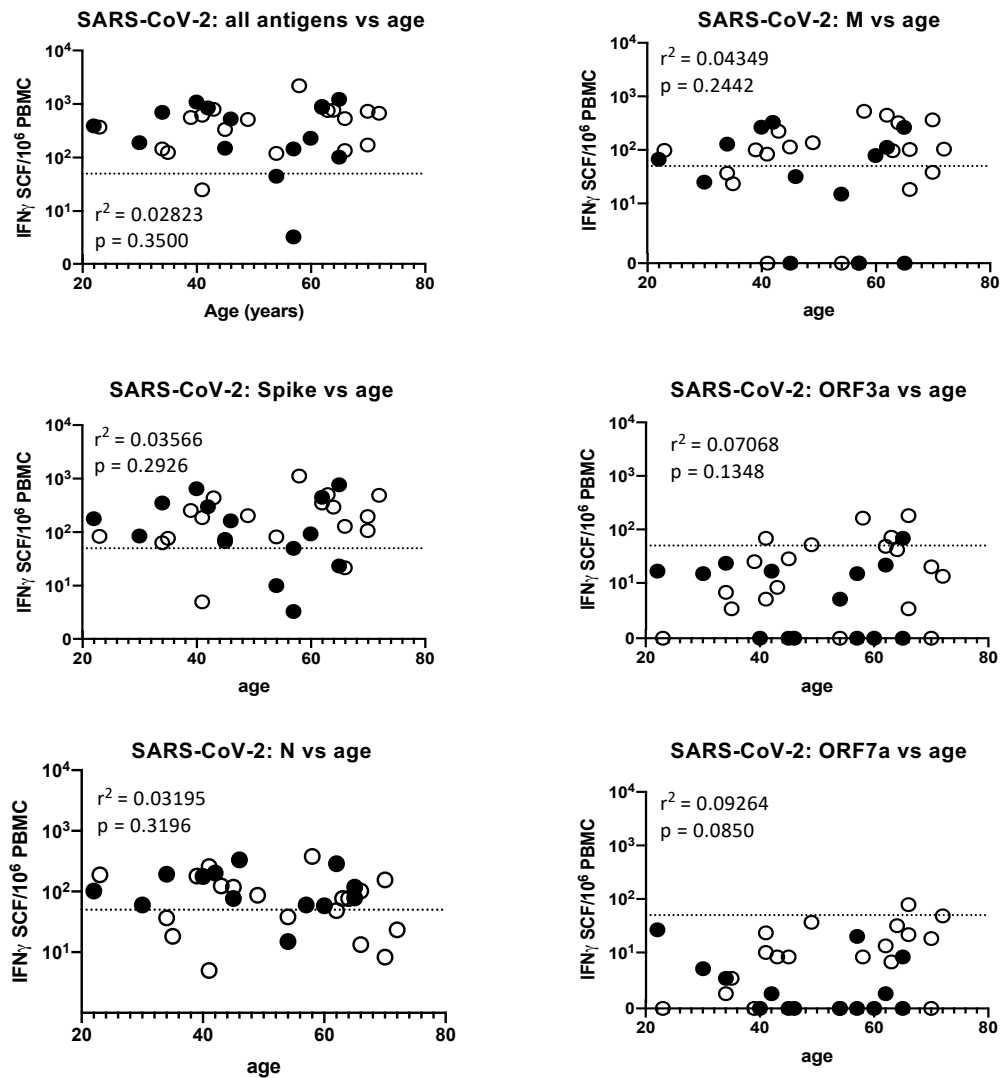 SARS-CoV-2: all antigens vs age
IFNγ SCF/10⁶ PBMC
10⁴
10³
10²
10¹
0
r² = 0.02823
p = 0.3500
20 40 60 80
Age (years)
SARS-CoV-2: M vs age
IFNγ SCF/10⁶ PBMC
10⁴
10³
10²
10¹
0
r² = 0.04349
p = 0.2442
20 40 60 80
age
SARS-CoV-2: Spike vs age
IFNγ SCF/10⁶ PBMC
10⁴
10³
10²
10¹
0
r² = 0.03566
p = 0.2926
20 40 60 80
age
SARS-CoV-2: ORF3a vs age
IFNγ SCF/10⁶ PBMC
10⁴
10³
10²
10¹
0
r² = 0.07068
p = 0.1348
20 40 60 80
age
SARS-CoV-2: N vs age
IFNγ SCF/10⁶ PBMC
10⁴
10³
10²
10¹
r² = 0.03195
p = 0.3196
20 40 60 80
age
SARS-CoV-2: ORF7a vs age
IFNγ SCF/10⁶ PBMC
10⁴
10³
10²
10¹
0
r² = 0.09264
p = 0.0850
20 40 60 80
age